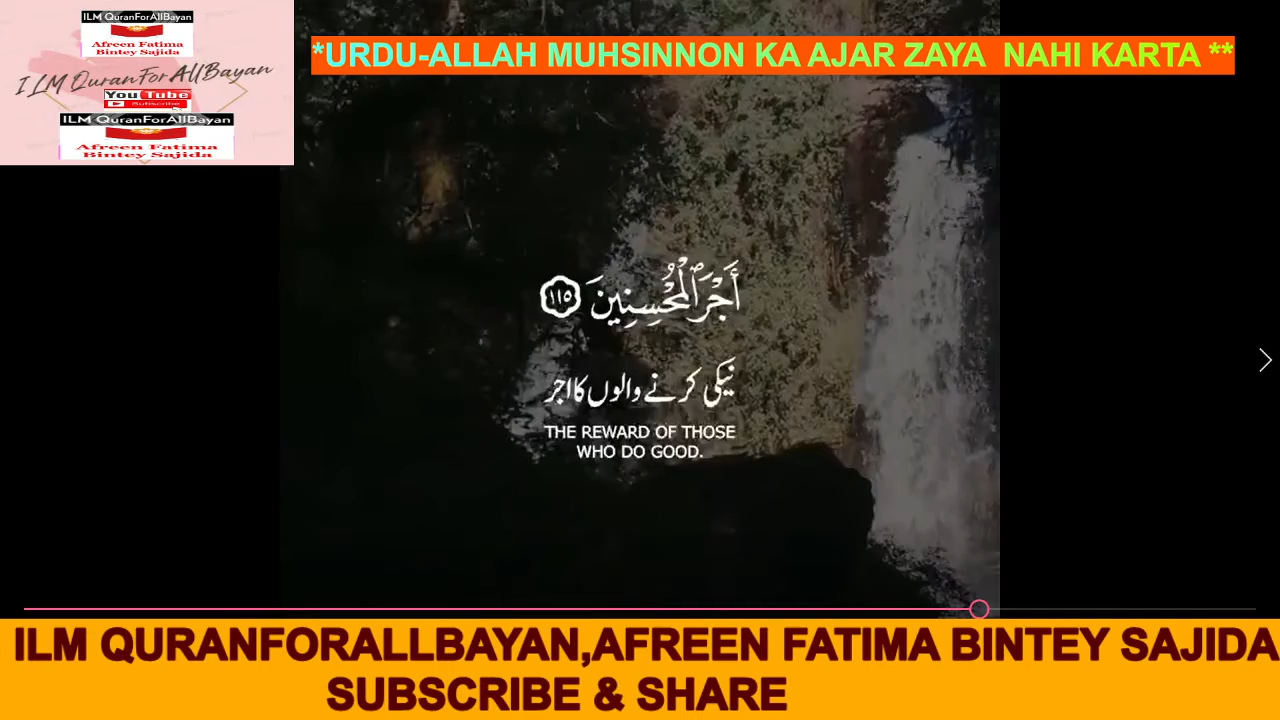 ILM QuranForAllBayan
Afreen Fatima
Bintey Sajida
ILM QuranForAllBayan
YouTube
Subscribe
ILM QuranForAllBayan
Afreen Fatima
Bintey Sajida
*URDU-ALLAH MUHSINNON KA AJAR ZAYA NAHI KARTA **
أَجْرَ ٱلْمُحْسِنِينَ ١١٥
نیکی کرنے والوں کا اجر
THE REWARD OF THOSE
WHO DO GOOD.
ILM QURANFORALLBAYAN,AFREEN FATIMA BINTEY SAJIDA
SUBSCRIBE & SHARE